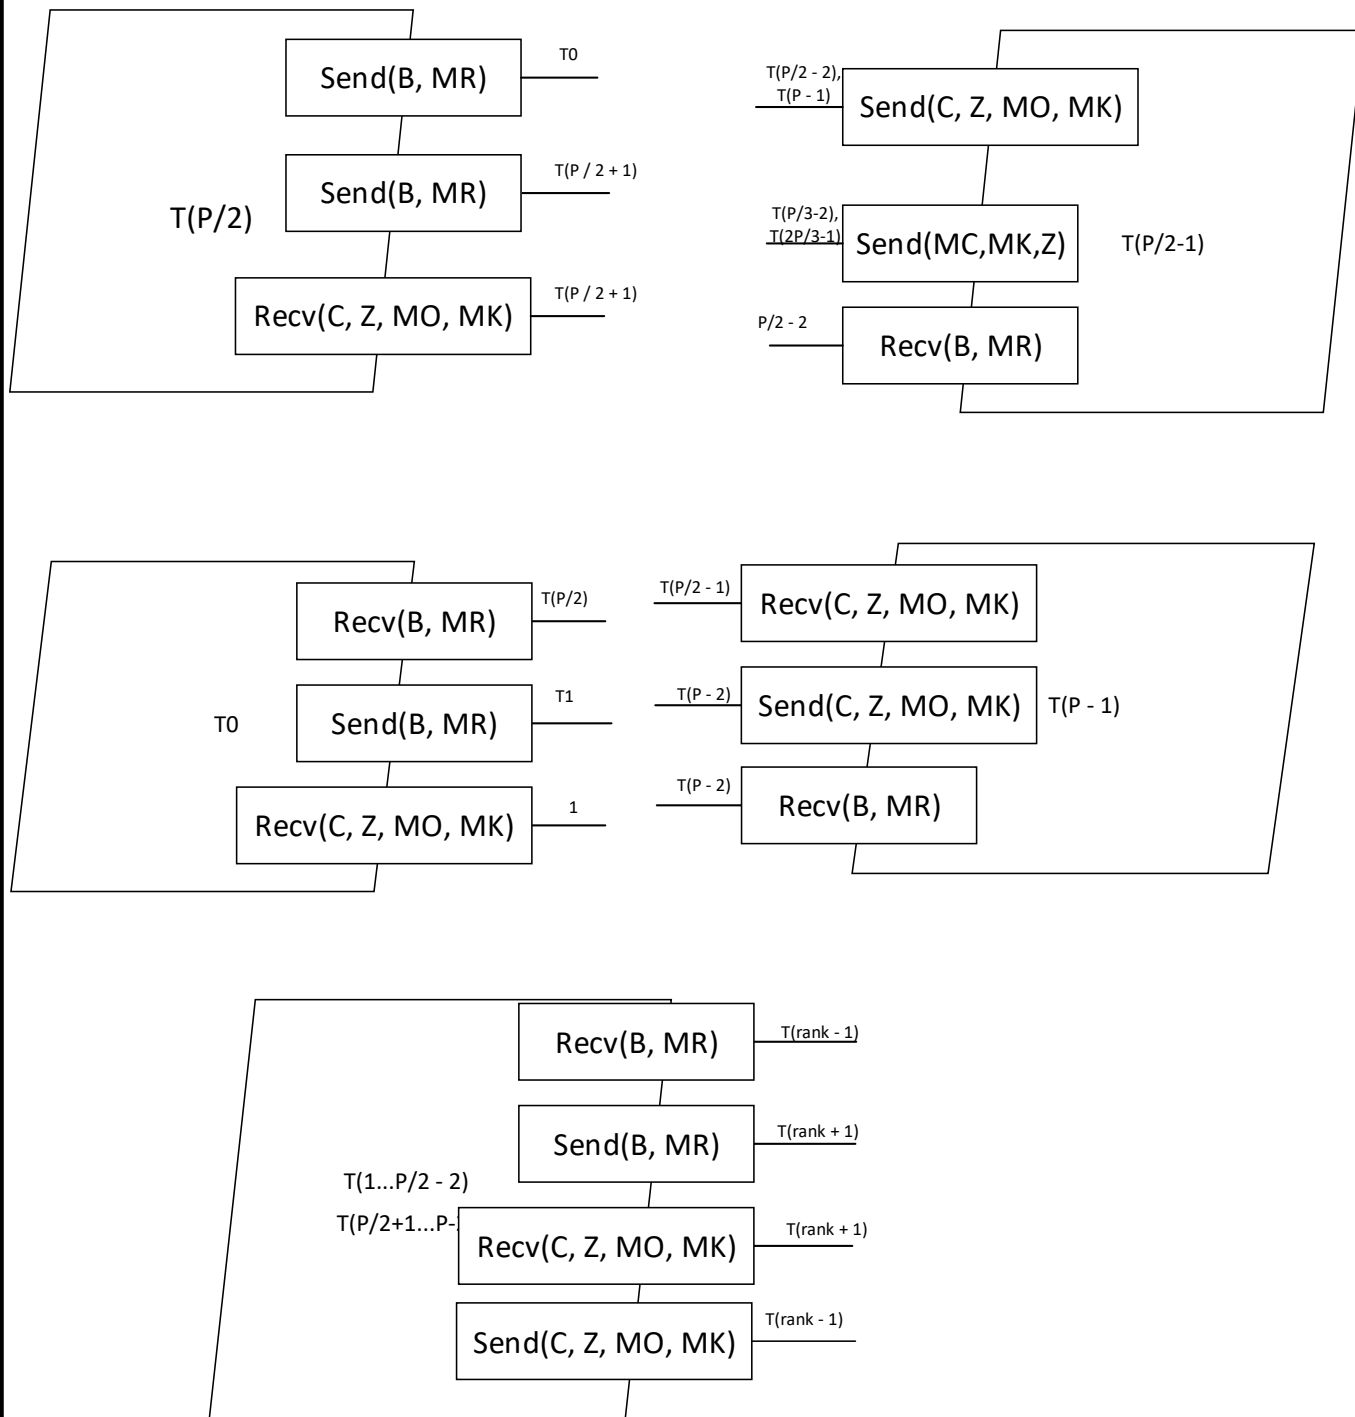 T0
Send(B, MR)
T(P / 2 + 1)
Send(B, MR)
T(P/2)
T(P / 2 + 1)
Recv(C, Z, MO, MK)
T(P/2 - 2),
T(P - 1)
Send(C, Z, MO, MK)
T(P/3-2),
T(2P/3-1)
Send(MC,MK,Z)
T(P/2-1)
P/2 - 2
Recv(B, MR)
T(P/2)
Recv(B, MR)
T1
Send(B, MR)
T0
1
Recv(C, Z, MO, MK)
T(P/2 - 1)
Recv(C, Z, MO, MK)
T(P - 2)
Send(C, Z, MO, MK)
T(P - 1)
T(P - 2)
Recv(B, MR)
Recv(B, MR)
T(rank - 1)
Send(B, MR)
T(rank + 1)
T(1...P/2 - 2)
T(P/2+1...P-
Recv(C, Z, MO, MK)
T(rank + 1)
Send(C, Z, MO, MK)
T(rank - 1)